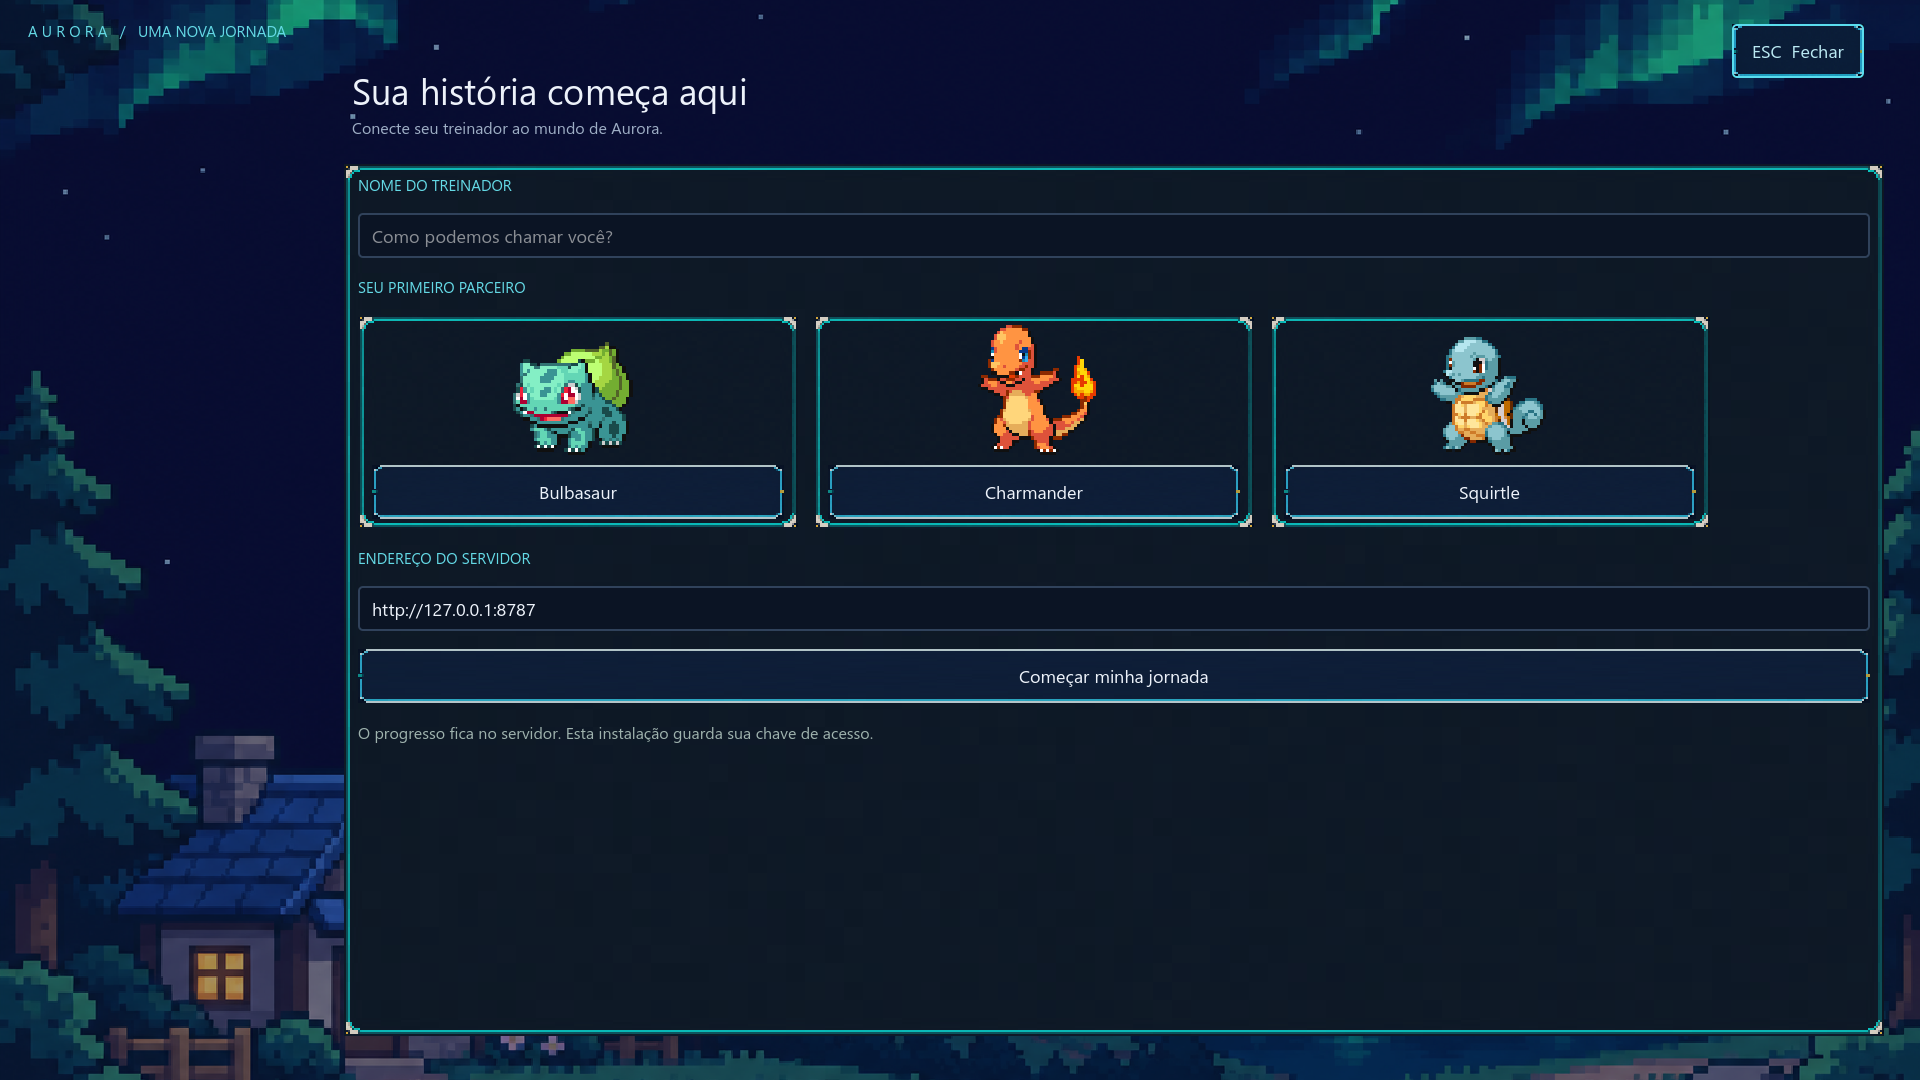 AURORA / UMA NOVA JORNADA
ESC Fechar
Sua história começa aqui
Conecte seu treinador ao mundo de Aurora.
NOME DO TREINADOR
Como podemos chamar você?
SEU PRIMEIRO PARCEIRO
Bulbasaur
Charmander
Squirtle
ENDEREÇO DO SERVIDOR
http://127.0.0.1:8787
Começar minha jornada
O progresso fica no servidor. Esta instalação guarda sua chave de acesso.